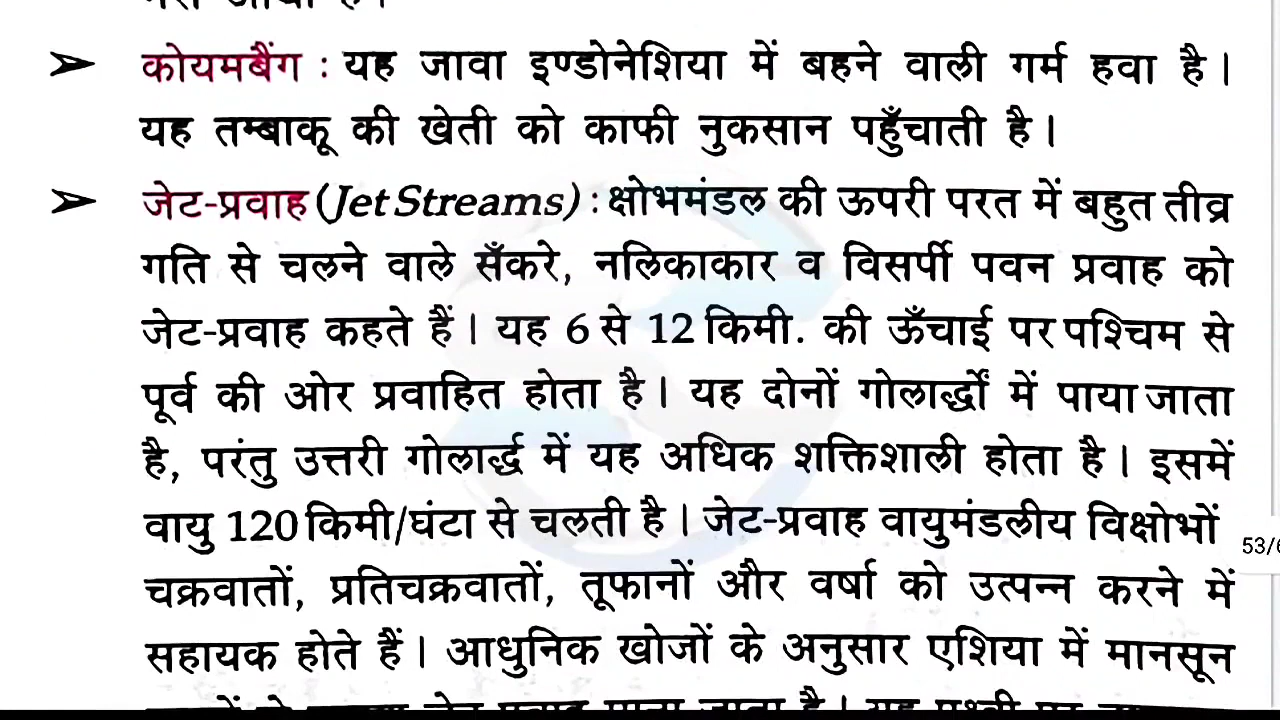 ➢ कोयमबैंग : यह जावा इण्डोनेशिया में बहने वाली गर्म हवा है।
यह तम्बाकू की खेती को काफी नुकसान पहुँचाती है।
➢ जेट-प्रवाह (Jet Streams) : क्षोभमंडल की ऊपरी परत में बहुत तीव्र
गति से चलने वाले सँकरे, नलिकाकार व विसर्पी पवन प्रवाह को
जेट-प्रवाह कहते हैं। यह 6 से 12 किमी. की ऊँचाई पर पश्चिम से
पूर्व की ओर प्रवाहित होता है। यह दोनों गोलार्द्धों में पाया जाता
है, परंतु उत्तरी गोलार्द्ध में यह अधिक शक्तिशाली होता है। इसमें
वायु 120 किमी/घंटा से चलती है। जेट-प्रवाह वायुमंडलीय विक्षोभों
53/6
चक्रवातों, प्रतिचक्रवातों, तूफानों और वर्षा को उत्पन्न करने में
सहायक होते हैं। आधुनिक खोजों के अनुसार एशिया में मानसून